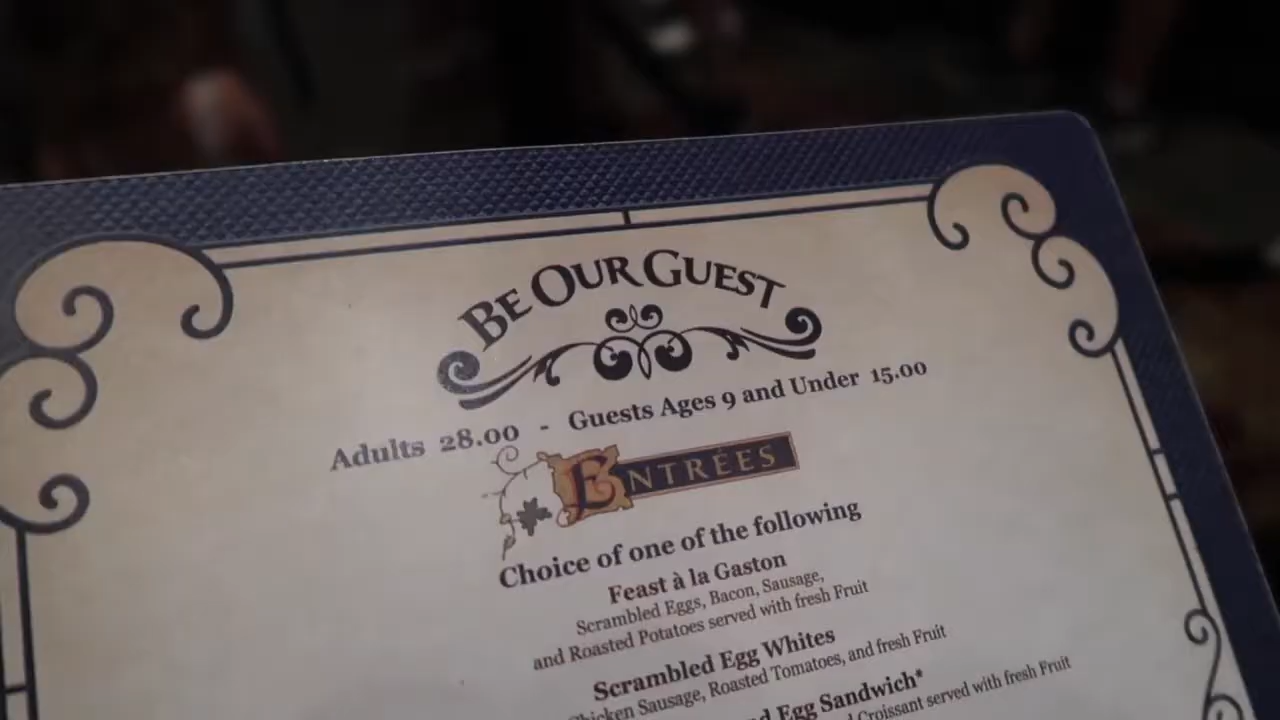 BE OUR GUEST
Adults 28.00 - Guests Ages 9 and Under 15.00
ENTRÉES
Choice of one of the following
Feast à la Gaston
Scrambled Eggs, Bacon, Sausage,
and Roasted Potatoes served with fresh Fruit
Scrambled Egg Whites
Chicken Sausage, Roasted Tomatoes, and fresh Fruit
Egg Sandwich*
Croissant served with fresh Fruit